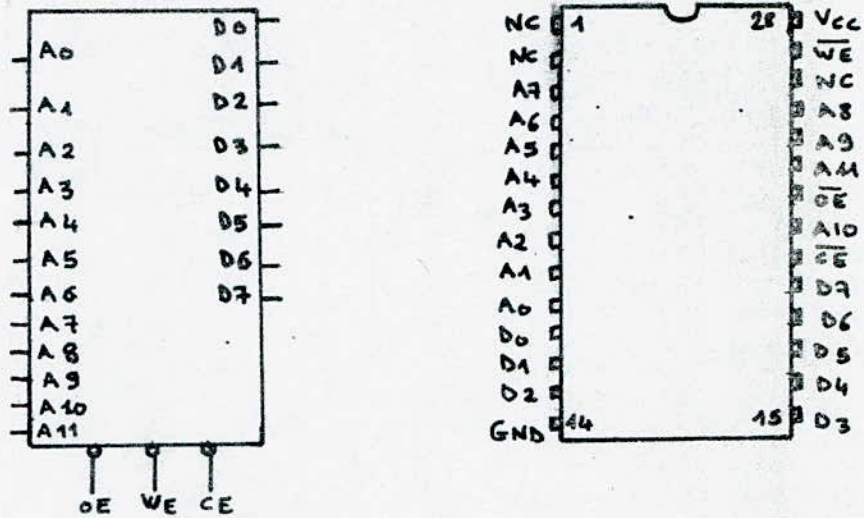 A0
A1
A2
A3
A4
A5
A6
A7
A8
A9
A10
A11
D0
D1
D2
D3
D4
D5
D6
D7
OE WE CE
NC 1
NC
A7
A6
A5
A4
A3
A2
A1
A0
D0
D1
D2
GND 14
28 Vcc
WE
NC
A8
A9
A11
OE
A10
CE
D7
D6
D5
D4
15 D3